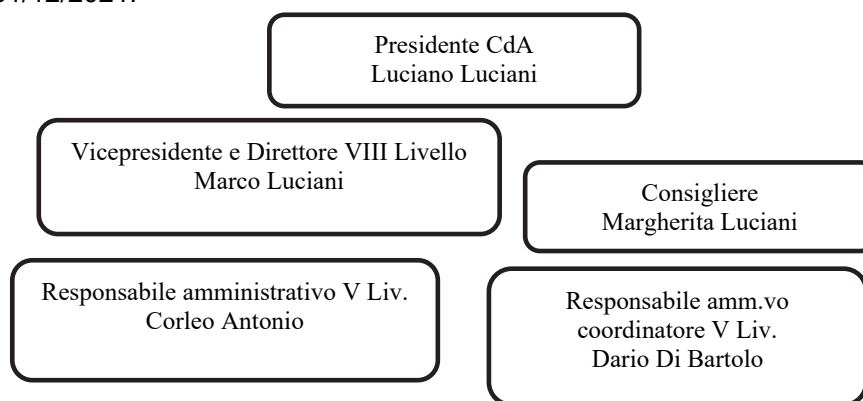 Presidente CdA
Luciano Luciani
Vicepresidente e Direttore VIII Livello
Marco Luciani
Consigliere
Margherita Luciani
Responsabile amministrativo V Liv.
Corleo Antonio
Responsabile amm.vo
coordinatore V Liv.
Dario Di Bartolo